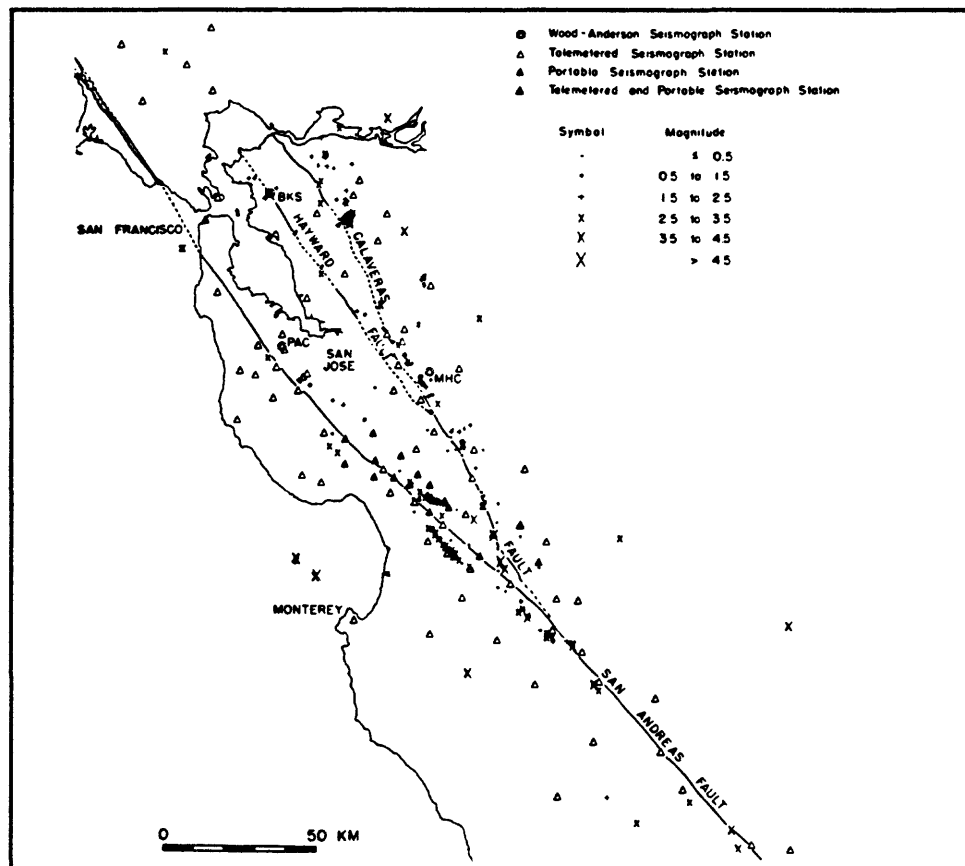 Wood-Anderson Seismograph Station
Telemetered Seismograph Station
Portable Seismograph Station
Telemetered and Portable Seismograph Station
Symbol Magnitude
≤ 0.5
0.5 to 1.5
1.5 to 2.5
2.5 to 3.5
3.5 to 4.5
> 4.5
BKS
SAN FRANCISCO
HAYWARD
CALAVERAS
FAULT
PAC
SAN
JOSE
MHC
FAULT
MONTEREY
SAN ANDREAS FAULT
0 50 KM